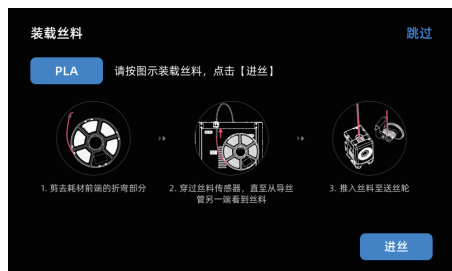 装载丝料
跳过
PLA
请按图示装载丝料，点击【进丝】
1. 剪去耗材前端的折弯部分
2. 穿过丝料传感器，直至从导丝
管另一端看到丝料
3. 推入丝料至送丝轮
进丝